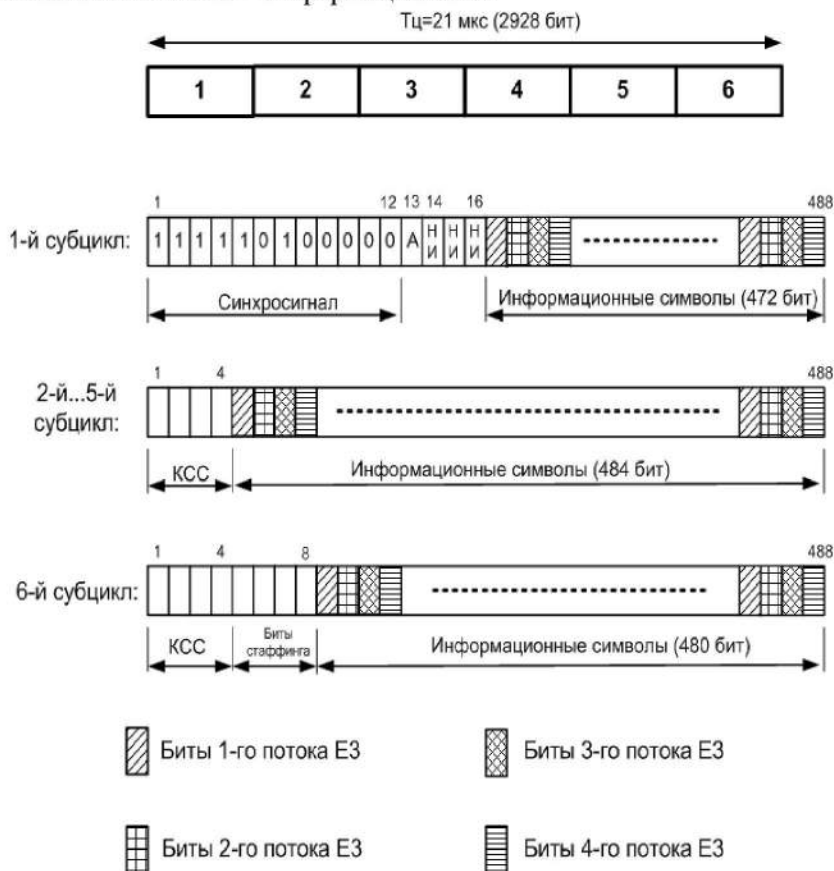 Тц=21 мкс (2928 бит)
1 2 3 4 5 6
1 12 13 14 16 488
1-й субцикл: 1 1 1 1 1 0 1 0 0 0 0 0 А НИ НИ НИ
Синхросигнал Информационные символы (472 бит)
1 4 488
2-й...5-й
субцикл:
КСС Информационные символы (484 бит)
1 4 8 488
6-й субцикл:
КСС Биты стаффинга Информационные символы (480 бит)
Биты 1-го потока Е3 Биты 3-го потока Е3
Биты 2-го потока Е3 Биты 4-го потока Е3